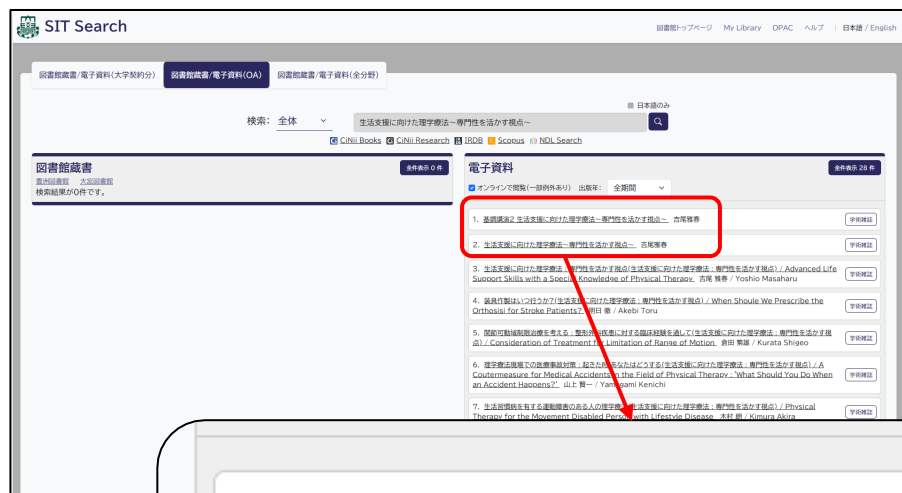 SIT Search
図書館トップページ My Library OPAC ヘルプ | 日本語 / English
図書館蔵書/電子資料(大学契約分) 図書館蔵書/電子資料(OA) 図書館蔵書/電子資料(全分野)
日本語のみ
検索: 全体 生活支援に向けた理学療法~専門性を活かす視点~
CiNii Books CiNii Research IRDB Scopus NDL Search
図書館蔵書 全件表示 0 件
豊洲図書館 大宮図書館
検索結果が0件です。
電子資料 全件表示 28 件
オンラインで閲覧(一部例外あり) 出版年: 全期間
1. 基調講演2 生活支援に向けた理学療法~専門性を活かす視点~ 吉尾雅春 学術雑誌
2. 生活支援に向けた理学療法~専門性を活かす視点~ 吉尾雅春 学術雑誌
3. 生活支援に向けた理学療法:専門性を活かす視点(生活支援に向けた理学療法:専門性を活かす視点) / Advanced Life
Support Skills with a Special Knowledge of Physical Therapy 吉尾 雅春 / Yoshio Masaharu 学術雑誌
4. 装具作製はいつ行うか?(生活支援に向けた理学療法:専門性を活かす視点) / When Shoule We Prescribe the
Orthosisi for Stroke Patients? 明日 徹 / Akebi Toru 学術雑誌
5. 関節可動域制限治療を考える:整形外科疾患に対する臨床経験を通して(生活支援に向けた理学療法:専門性を活かす視
点) / Consideration of Treatment for Limitation of Range of Motion 倉田 繁雄 / Kurata Shigeo 学術雑誌
6. 理学療法現場での医療事故対策:起きた時あなたはどうする(生活支援に向けた理学療法:専門性を活かす視点) / A
Coutermeasure for Medical Accidents in the Field of Physical Therapy : 'What Should You Do When
an Accident Happens?' 山上 賢一 / Yamagami Kenichi 学術雑誌
7. 生活習慣病を有する運動障害のある人の理学療法(生活支援に向けた理学療法:専門性を活かす視点) / Physical
Therapy for the Movement Disabled Person with Lifestyle Disease 木村 朗 / Kimura Akira 学術雑誌